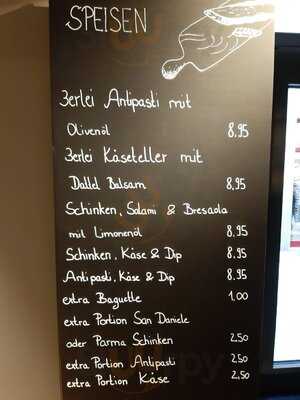 SPEISEN
3erlei Antipasti mit
Olivenöl 8,95
3erlei Käseteller mit
Dattel Balsam 8,95
Schinken, Salami & Bresaola
mit Limonenöl 8,95
Schinken, Käse & Dip 8,95
Antipasti, Käse & Dip 8,95
extra Baguette 1,00
extra Portion San Daniele
oder Parma Schinken 2,50
extra Portion Antipasti 2,50
extra Portion Käse 2,50